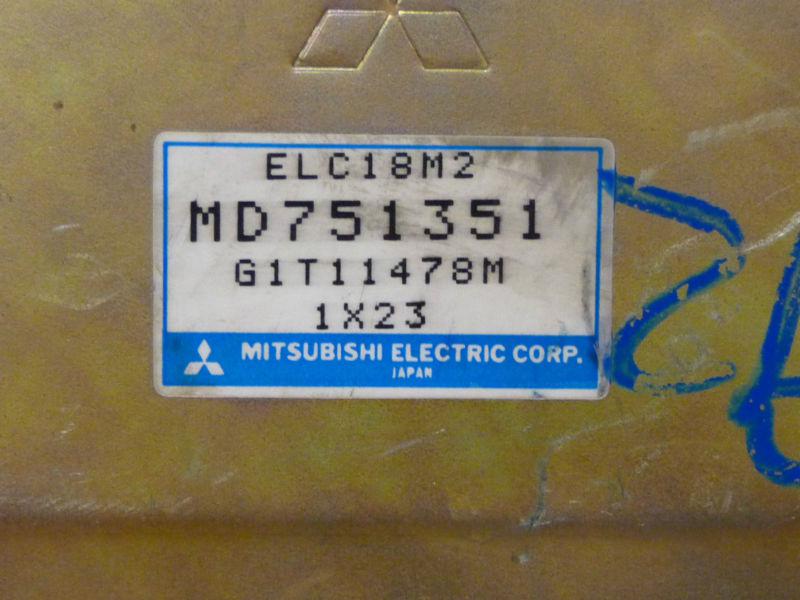 ELC18M2
MD751351
G1T11478M
1X23
MITSUBISHI ELECTRIC CORP.
JAPAN